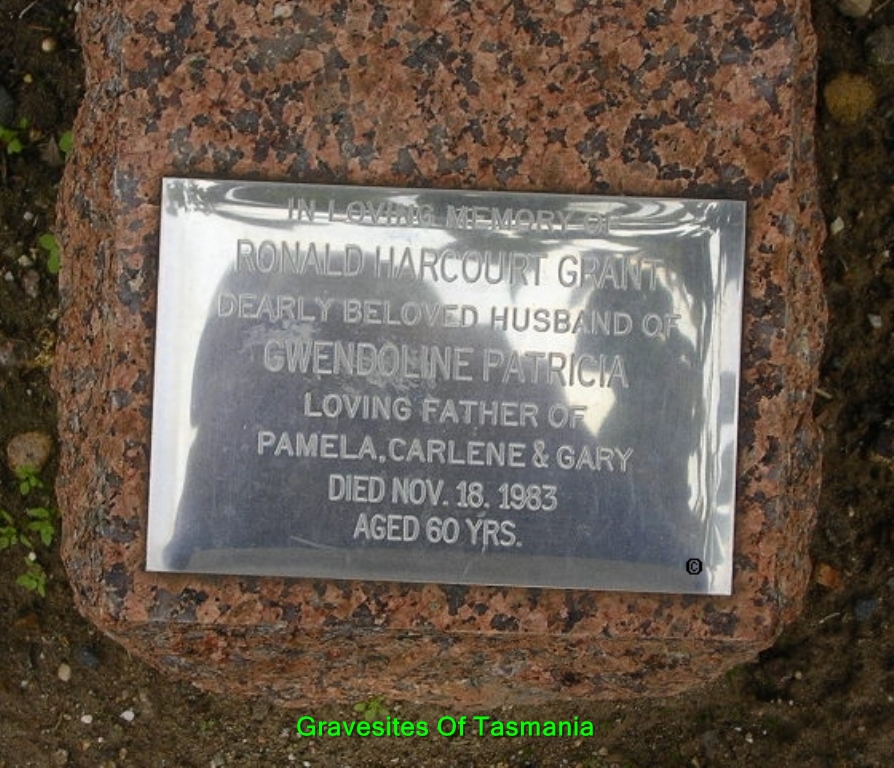 IN LOVING MEMORY OF
RONALD HARCOURT GRANT
DEARLY BELOVED HUSBAND OF
GWENDOLINE PATRICIA
LOVING FATHER OF
PAMELA, CARLENE & GARY
DIED NOV. 18. 1983
AGED 60 YRS.
©
Gravesites Of Tasmania